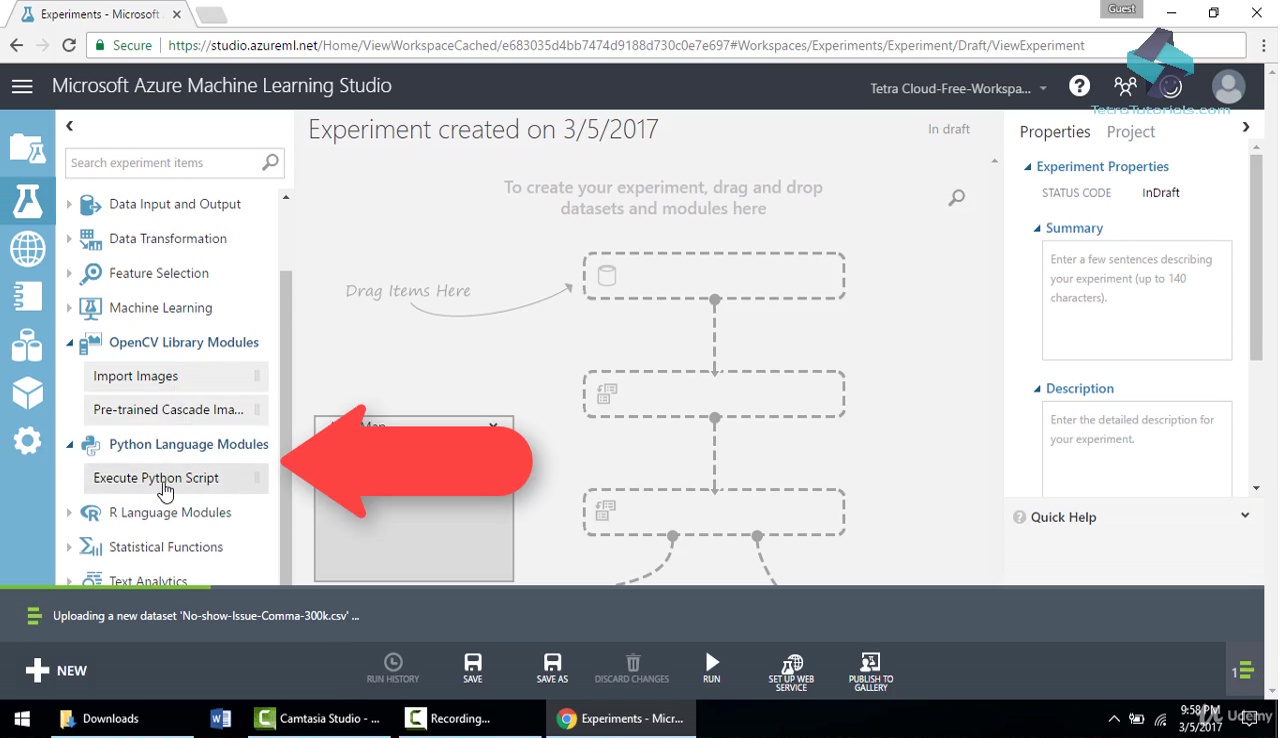 Experiments - Microsoft
Guest
Secure
https://studio.azureml.net/Home/ViewWorkspaceCached/e683035d4bb7474d9188d730c0e7e697#Workspaces/Experiments/Experiment/Draft/ViewExperiment
Microsoft Azure Machine Learning Studio
Tetra Cloud-Free-Workspa...
TetraTutorials.com
Search experiment items
Data Input and Output
Data Transformation
Feature Selection
Machine Learning
OpenCV Library Modules
Import Images
Pre-trained Cascade Ima...
Python Language Modules
Execute Python Script
R Language Modules
Statistical Functions
Text Analytics
Experiment created on 3/5/2017
In draft
To create your experiment, drag and drop
datasets and modules here
Drag Items Here
Map
Properties
Project
Experiment Properties
STATUS CODE
InDraft
Summary
Enter a few sentences describing
your experiment (up to 140
characters).
Description
Enter the detailed description for
your experiment.
Quick Help
Uploading a new dataset 'No-show-Issue-Comma-300k.csv' ...
NEW
RUN HISTORY
SAVE
SAVE AS
DISCARD CHANGES
RUN
SET UP WEB
SERVICE
PUBLISH TO
GALLERY
1
Downloads
Camtasia Studio - ...
Recording...
Experiments - Micr...
9:58 PM
3/5/2017
Udemy